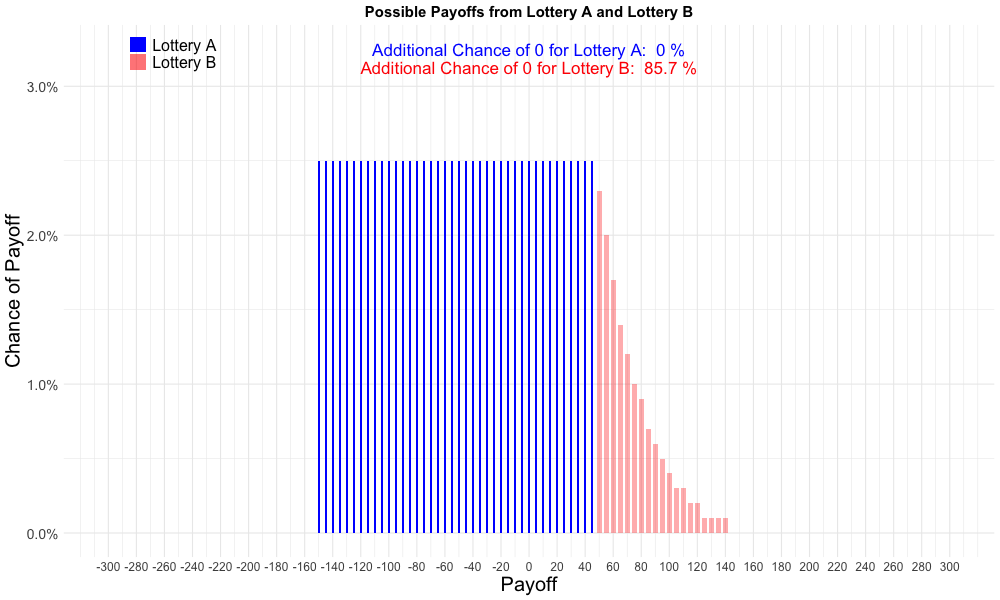 Possible Payoffs from Lottery A and Lottery B
Lottery A
Lottery B
Additional Chance of 0 for Lottery A:  0 %
Additional Chance of 0 for Lottery B:  85.7 %
Chance of Payoff
3.0%
2.0%
1.0%
0.0%
-300 -280 -260 -240 -220 -200 -180 -160 -140 -120 -100 -80 -60 -40 -20 0 20 40 60 80 100 120 140 160 180 200 220 240 260 280 300
Payoff